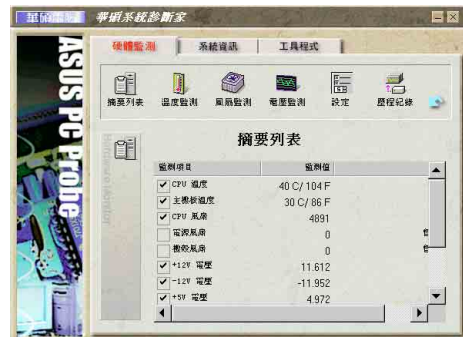 華碩電腦 華碩系統診斷家
硬體監測 系統資訊 工具程式
摘要列表 溫度監測 風扇監測 電壓監測 設定 歷程紀錄
ASUS PC Probe
Hardware Monitor
摘要列表
監測項目 監測值
CPU 溫度 40 C/ 104 F
主機板溫度 30 C/ 86 F
CPU 風扇 4891
電源風扇 0
機殼風扇 0
+12V 電壓 11.612
-12V 電壓 -11.952
+5V 電壓 4.972